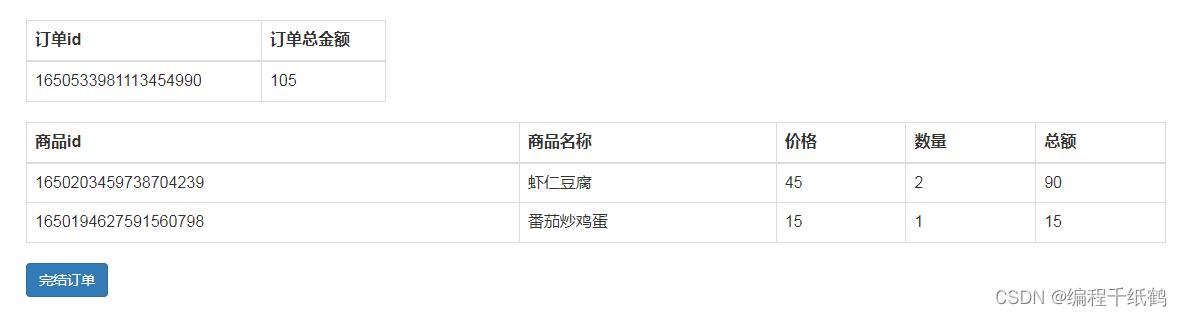 订单id 订单总金额
1650533981113454990 105
商品id 商品名称 价格 数量 总额
1650203459738704239 虾仁豆腐 45 2 90
1650194627591560798 番茄炒鸡蛋 15 1 15
完结订单
CSDN @编程千纸鹤